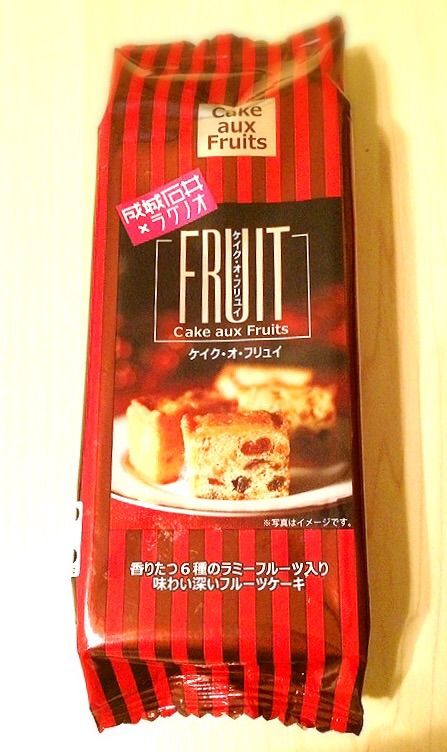 Cake
aux
Fruits
成城石井
×ラグノオ
FRUIT
ケイク・オ・フリュイ
Cake aux Fruits
ケイク・オ・フリュイ
※写真はイメージです。
香りたつ6種のラミーフルーツ入り
味わい深いフルーツケーキ